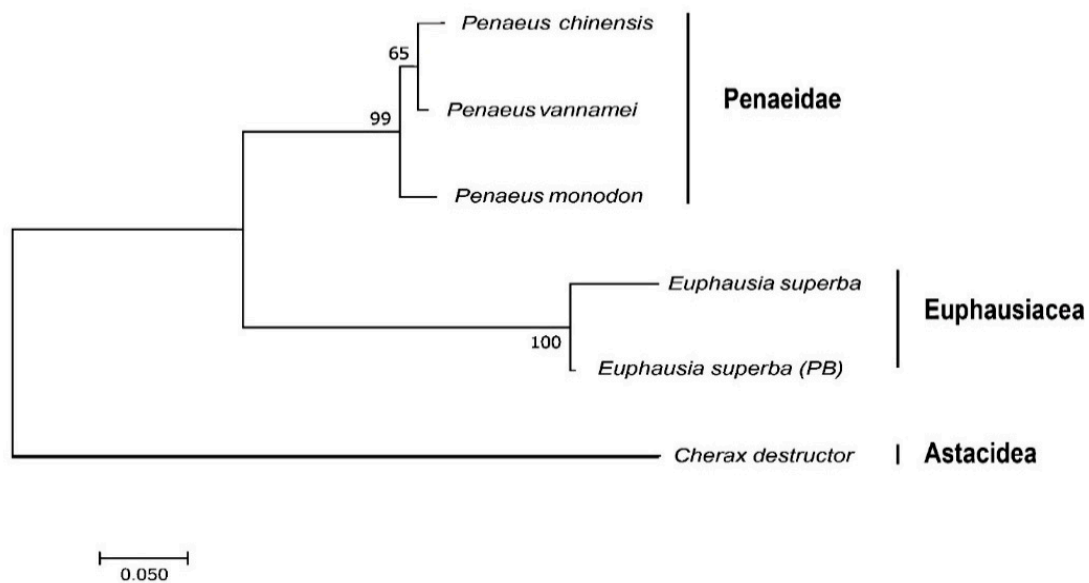 Penaeus chinensis
65
Penaeus vannamei
Penaeidae
99
Penaeus monodon
Euphausia superba
Euphausiacea
100
Euphausia superba (PB)
Cherax destructor
Astacidea
0.050